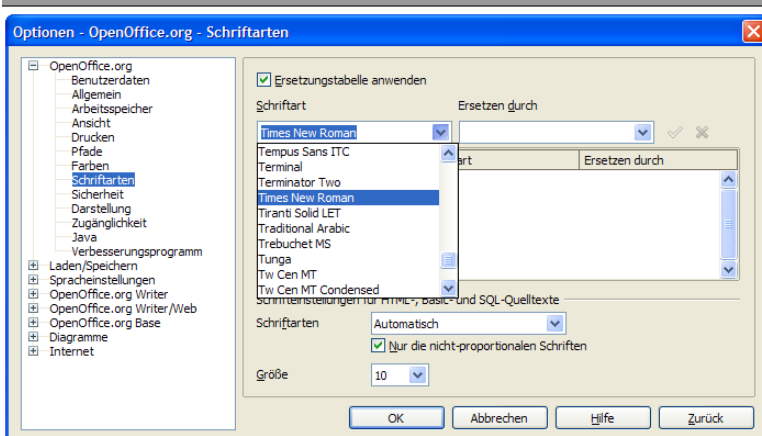 Optionen - OpenOffice.org - Schriftarten
OpenOffice.org
Benutzerdaten
Allgemein
Arbeitsspeicher
Ansicht
Drucken
Pfade
Farben
Schriftarten
Sicherheit
Darstellung
Zugänglichkeit
Java
Verbesserungsprogramm
Laden/Speichern
Spracheinstellungen
OpenOffice.org Writer
OpenOffice.org Writer/Web
OpenOffice.org Base
Diagramme
Internet
Ersetzungstabelle anwenden
Schriftart Ersetzen durch
Times New Roman
art Ersetzen durch
Tempus Sans ITC
Terminal
Terminator Two
Times New Roman
Tiranti Solid LET
Traditional Arabic
Trebuchet MS
Tunga
Tw Cen MT
Tw Cen MT Condensed
Schrifteinstellungen für HTML-, Basic- und SQL-Quelltexte
Schriftarten Automatisch
Nur die nicht-proportionalen Schriften
Größe 10
OK Abbrechen Hilfe Zurück